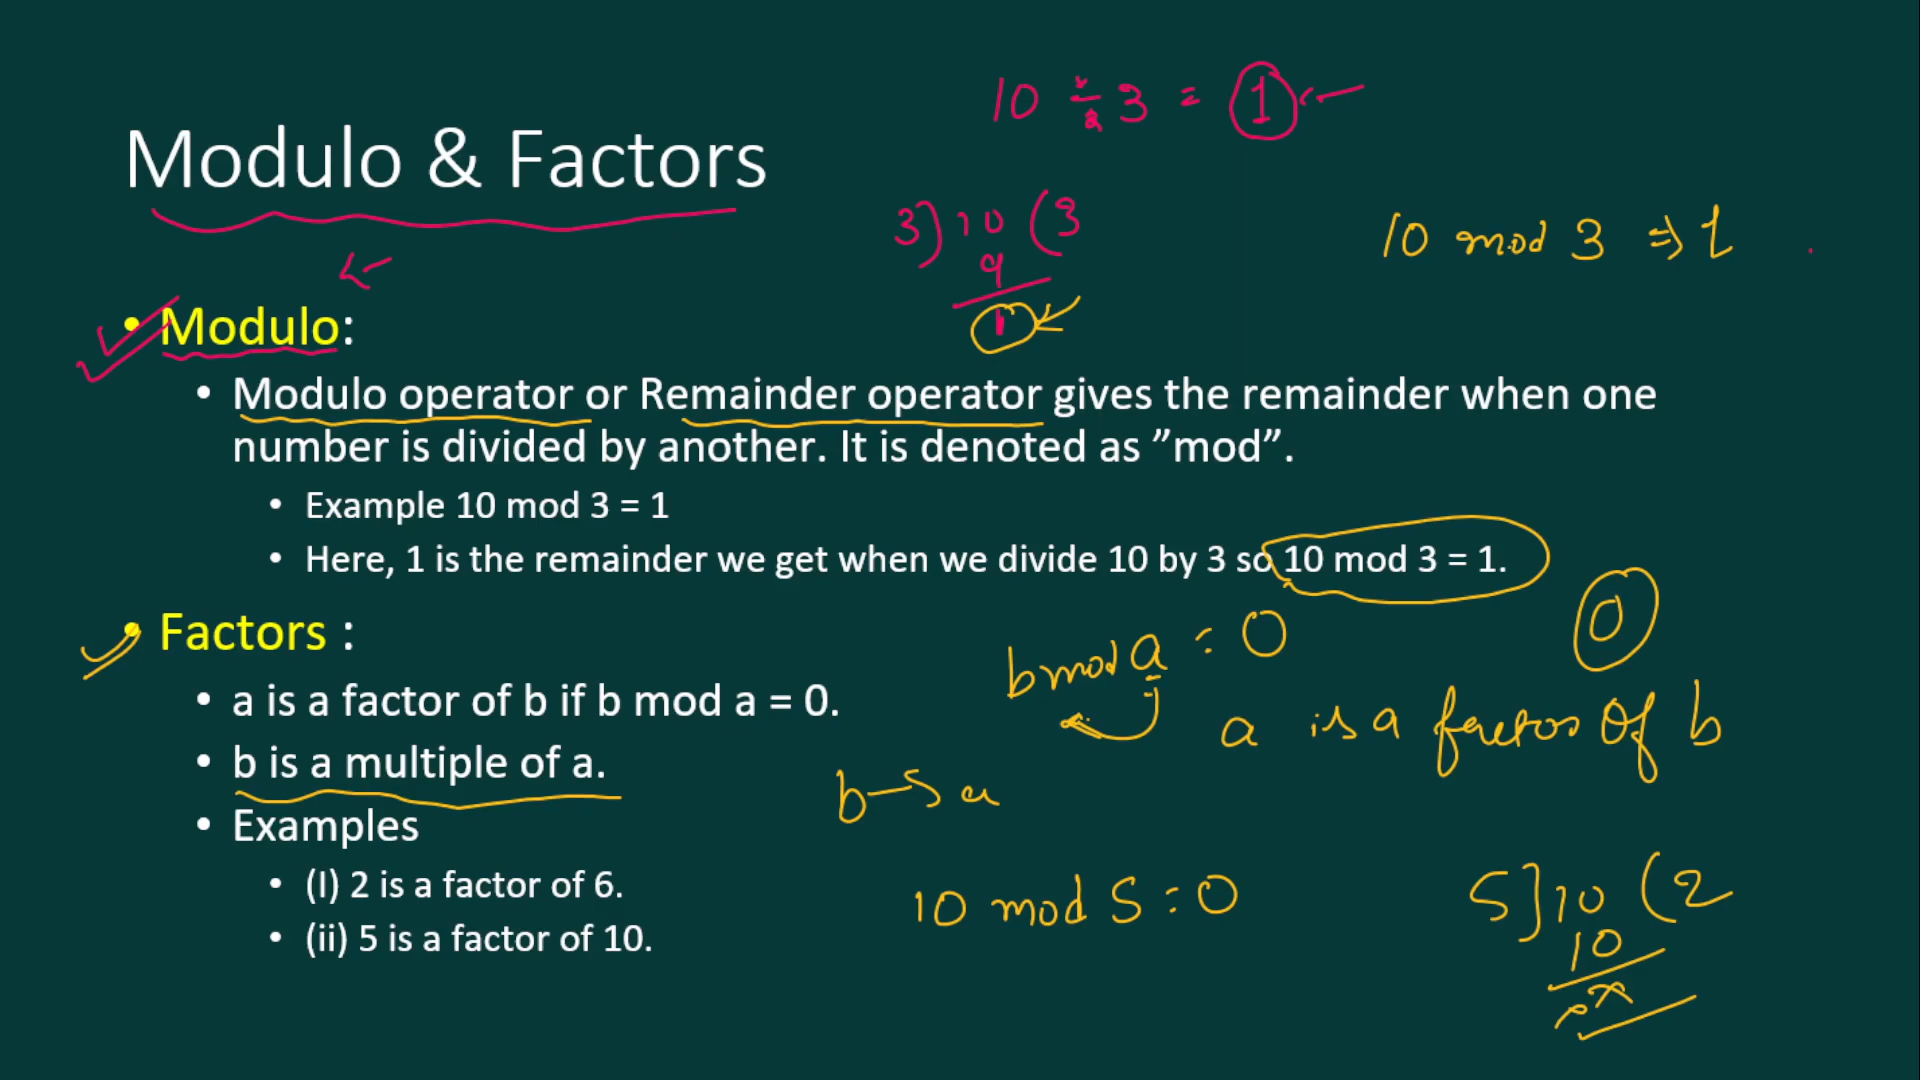 10 ÷ 3 = 1
Modulo & Factors
3)10(3
9
1
10 mod 3 => 1
• Modulo:
• Modulo operator or Remainder operator gives the remainder when one
number is divided by another. It is denoted as ”mod”.
• Example 10 mod 3 = 1
• Here, 1 is the remainder we get when we divide 10 by 3 so 10 mod 3 = 1.
• Factors :
b mod a = 0
0
• a is a factor of b if b mod a = 0.
a is a factor of b
• b is a multiple of a.
b → a
• Examples
• (I) 2 is a factor of 6.
10 mod 5 = 0
5)10(2
10
• (ii) 5 is a factor of 10.